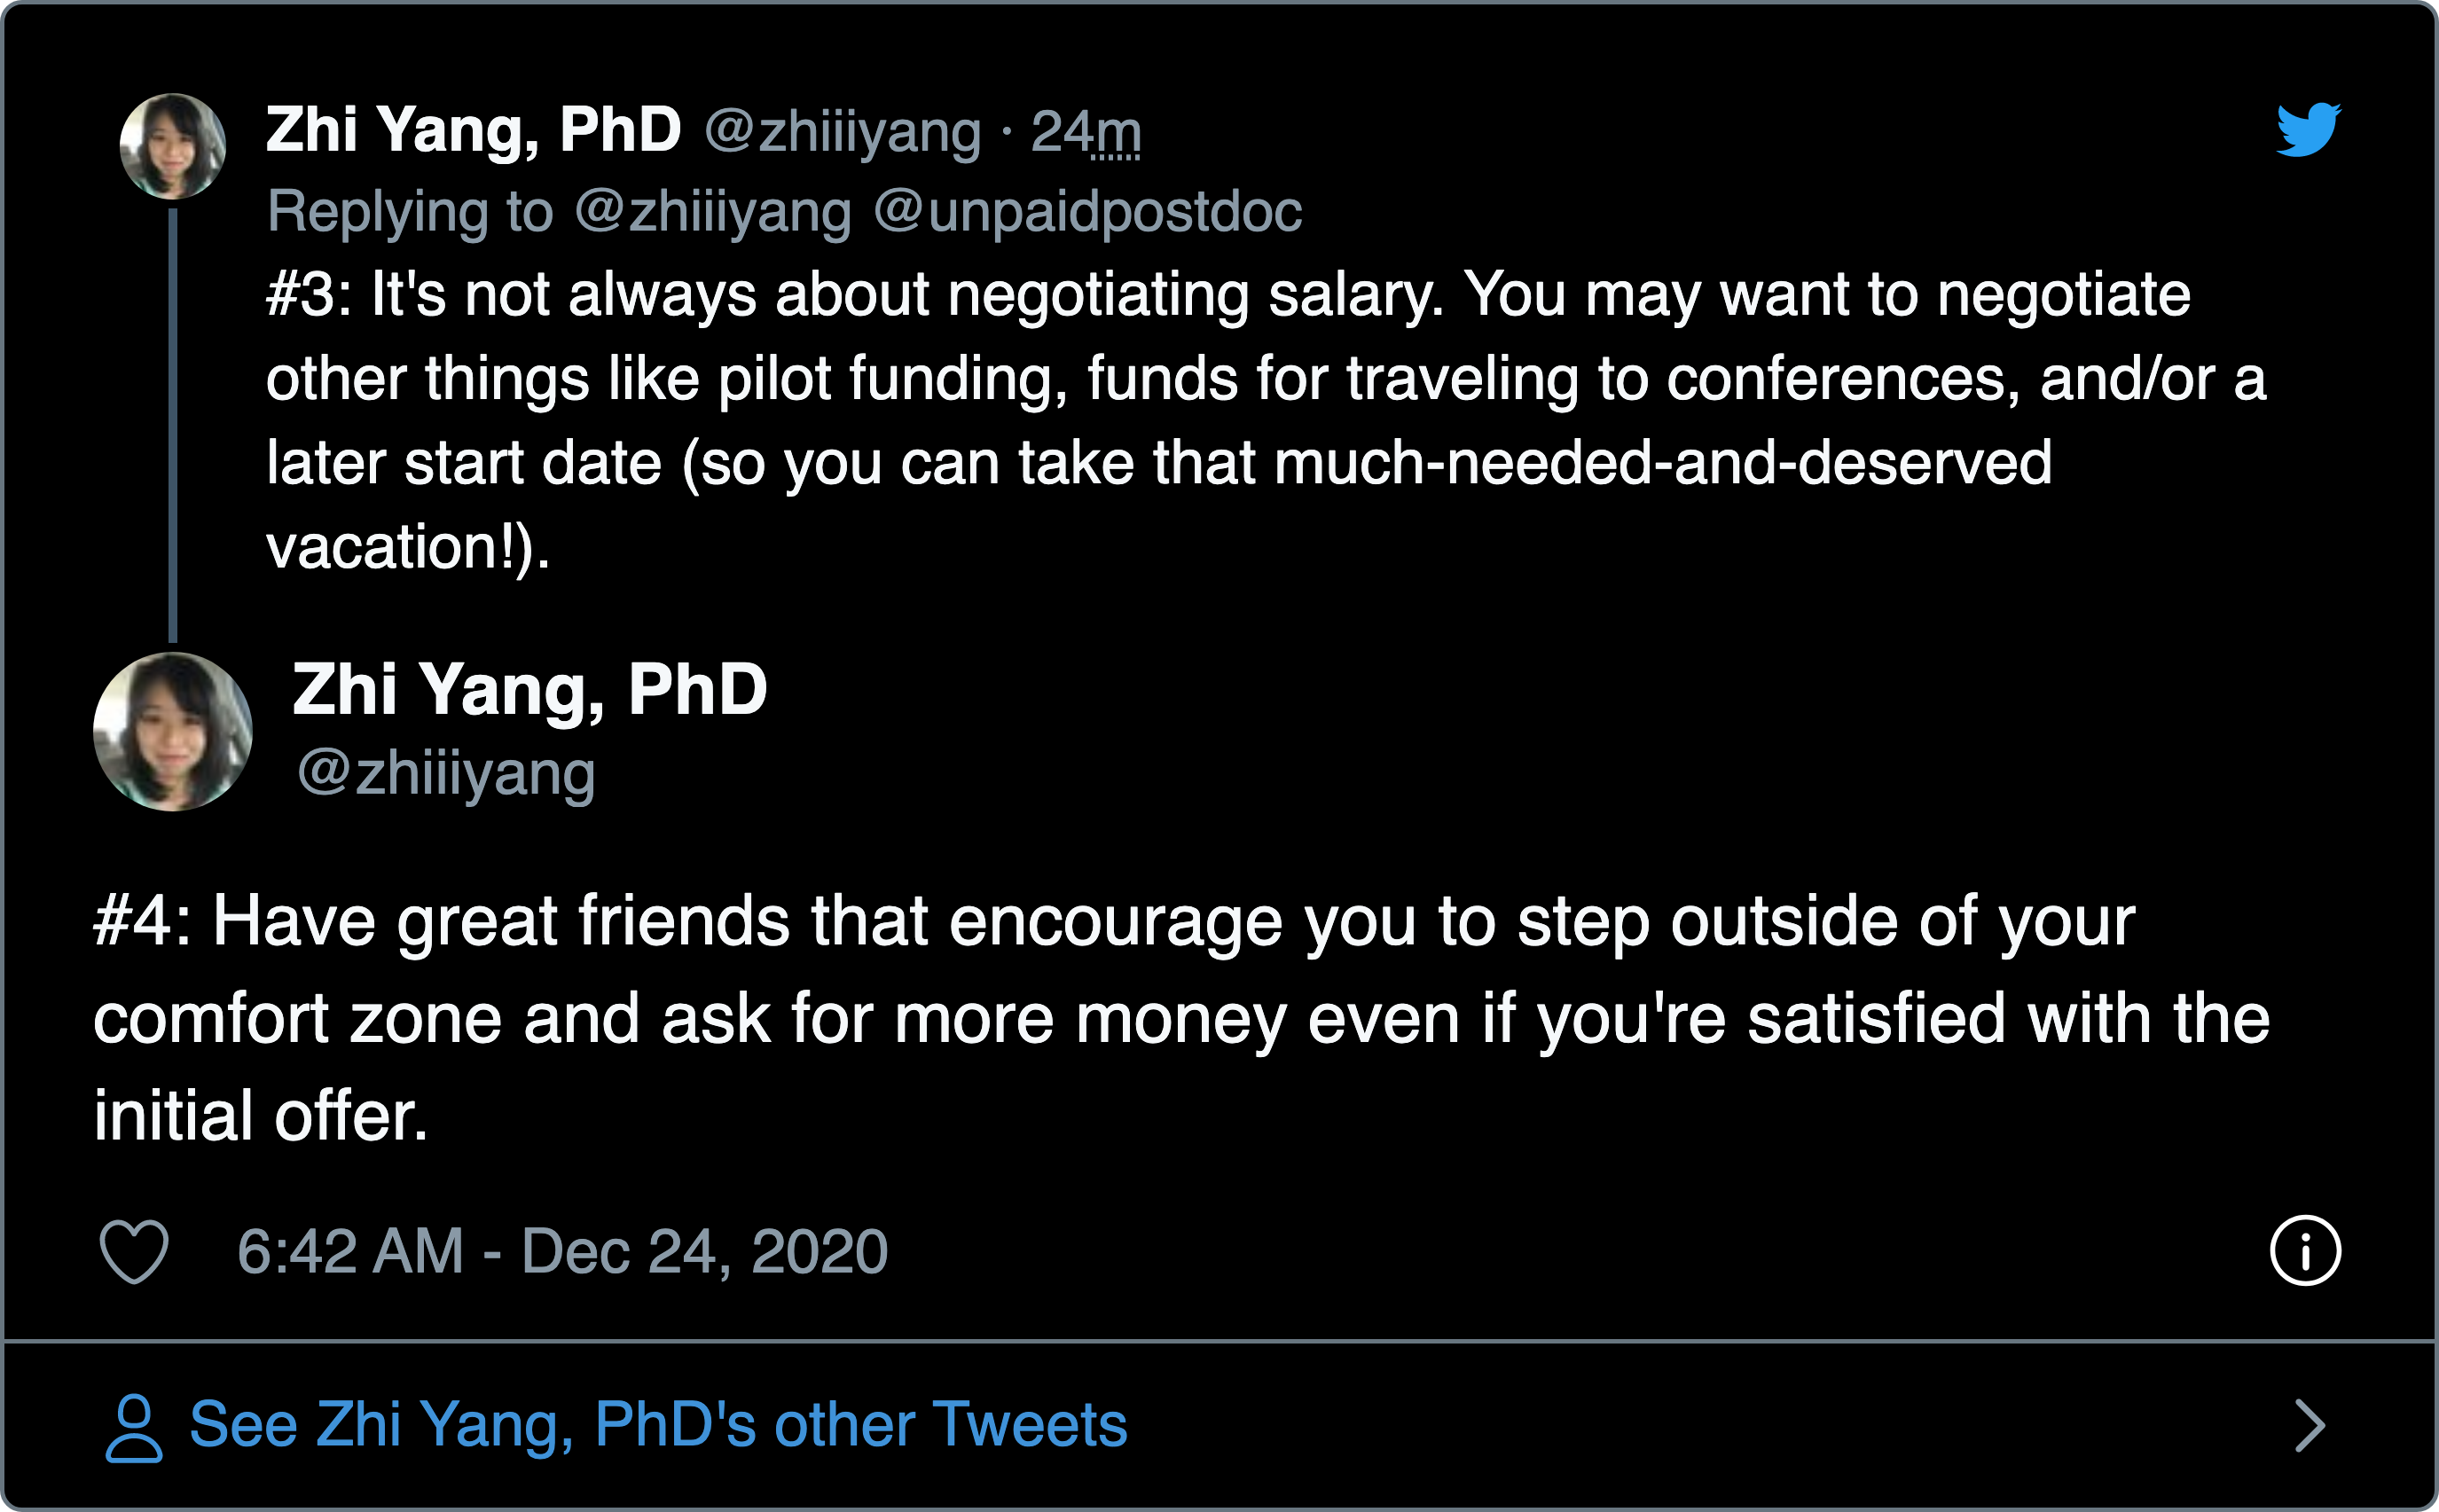 Zhi Yang, PhD @zhiiiyang · 24m
Replying to @zhiiiyang @unpaidpostdoc
#3: It's not always about negotiating salary. You may want to negotiate
other things like pilot funding, funds for traveling to conferences, and/or a
later start date (so you can take that much-needed-and-deserved
vacation!).
Zhi Yang, PhD
@zhiiiyang
#4: Have great friends that encourage you to step outside of your
comfort zone and ask for more money even if you're satisfied with the
initial offer.
6:42 AM - Dec 24, 2020
See Zhi Yang, PhD's other Tweets